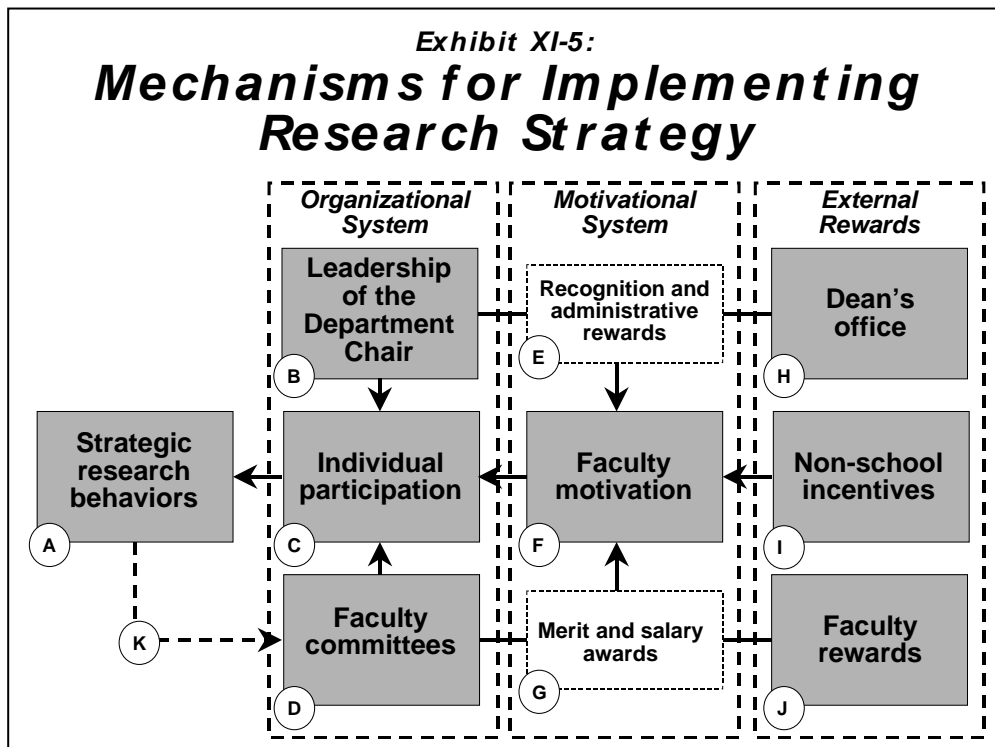 Exhibit XI-5:
Mechanisms for Implementing
Research Strategy
Organizational
System
Motivational
System
External
Rewards
Leadership
of the
Department
Chair
B
Recognition and
administrative
rewards
E
Dean's
office
H
Strategic
research
behaviors
A
Individual
participation
C
Faculty
motivation
F
Non-school
incentives
I
K
Faculty
committees
D
Merit and salary
awards
G
Faculty
rewards
J